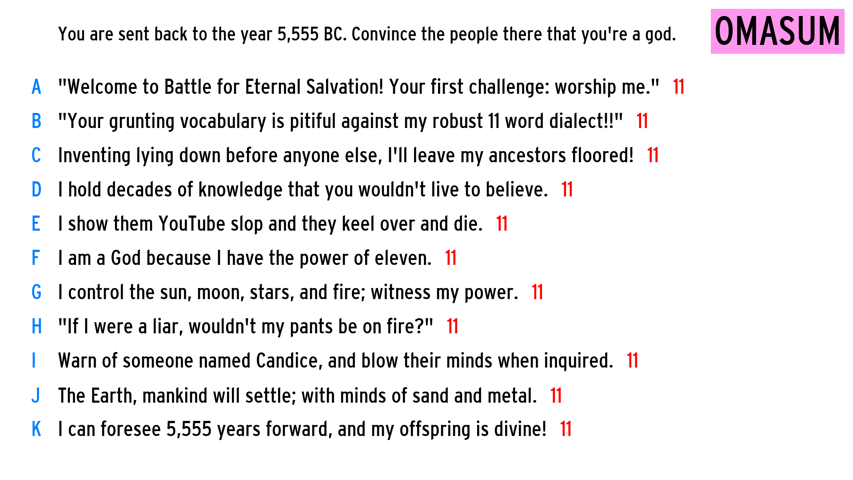 You are sent back to the year 5,555 BC. Convince the people there that you're a god.
OMASUM
A "Welcome to Battle for Eternal Salvation! Your first challenge: worship me." 11
B "Your grunting vocabulary is pitiful against my robust 11 word dialect!!" 11
C Inventing lying down before anyone else, I'll leave my ancestors floored! 11
D I hold decades of knowledge that you wouldn't live to believe. 11
E I show them YouTube slop and they keel over and die. 11
F I am a God because I have the power of eleven. 11
G I control the sun, moon, stars, and fire; witness my power. 11
H "If I were a liar, wouldn't my pants be on fire?" 11
I Warn of someone named Candice, and blow their minds when inquired. 11
J The Earth, mankind will settle; with minds of sand and metal. 11
K I can foresee 5,555 years forward, and my offspring is divine! 11